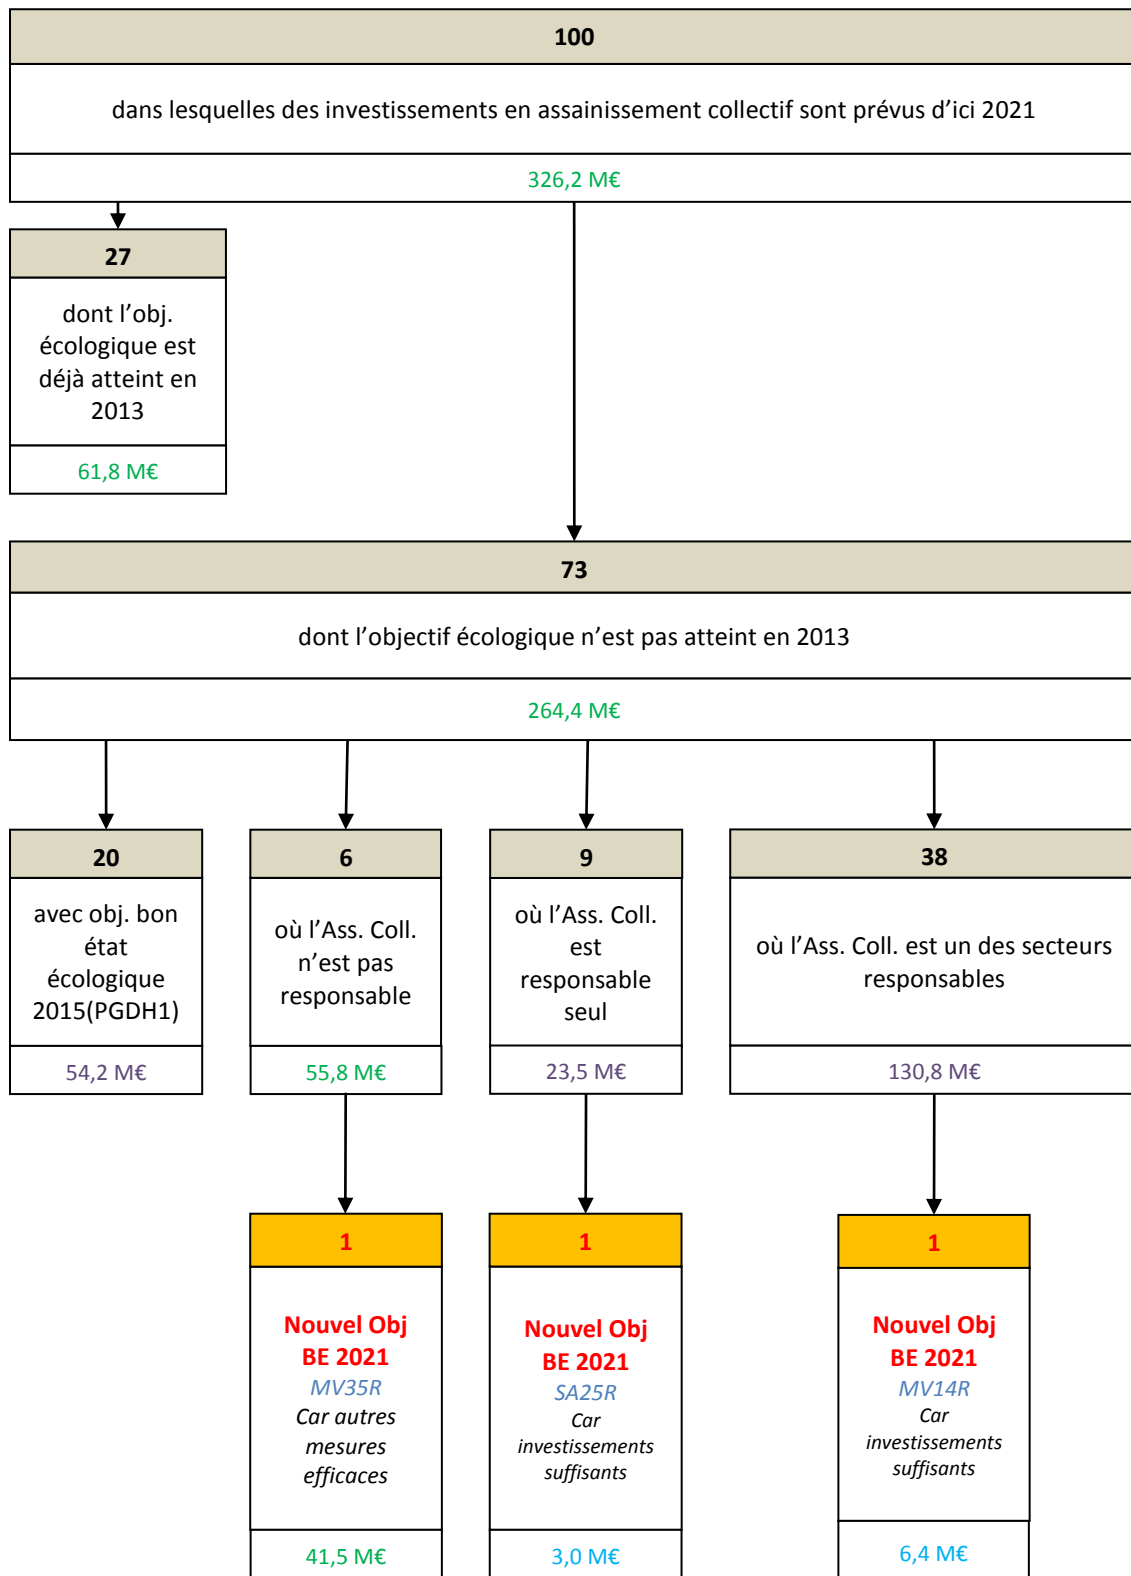 100
dans lesquelles des investissements en assainissement collectif sont prévus d’ici 2021
326,2 M€
27
dont l’obj.
écologique est
déjà atteint en
2013
61,8 M€
73
dont l’objectif écologique n’est pas atteint en 2013
264,4 M€
20
avec obj. bon
état
écologique
2015(PGDH1)
54,2 M€
6
où l’Ass. Coll.
n’est pas
responsable
55,8 M€
9
où l’Ass. Coll.
est
responsable
seul
23,5 M€
38
où l’Ass. Coll. est un des secteurs
responsables
130,8 M€
1
Nouvel Obj
BE 2021
MV35R
Car autres
mesures
efficaces
41,5 M€
1
Nouvel Obj
BE 2021
SA25R
Car
investissements
suffisants
3,0 M€
1
Nouvel Obj
BE 2021
MV14R
Car
investissements
suffisants
6,4 M€